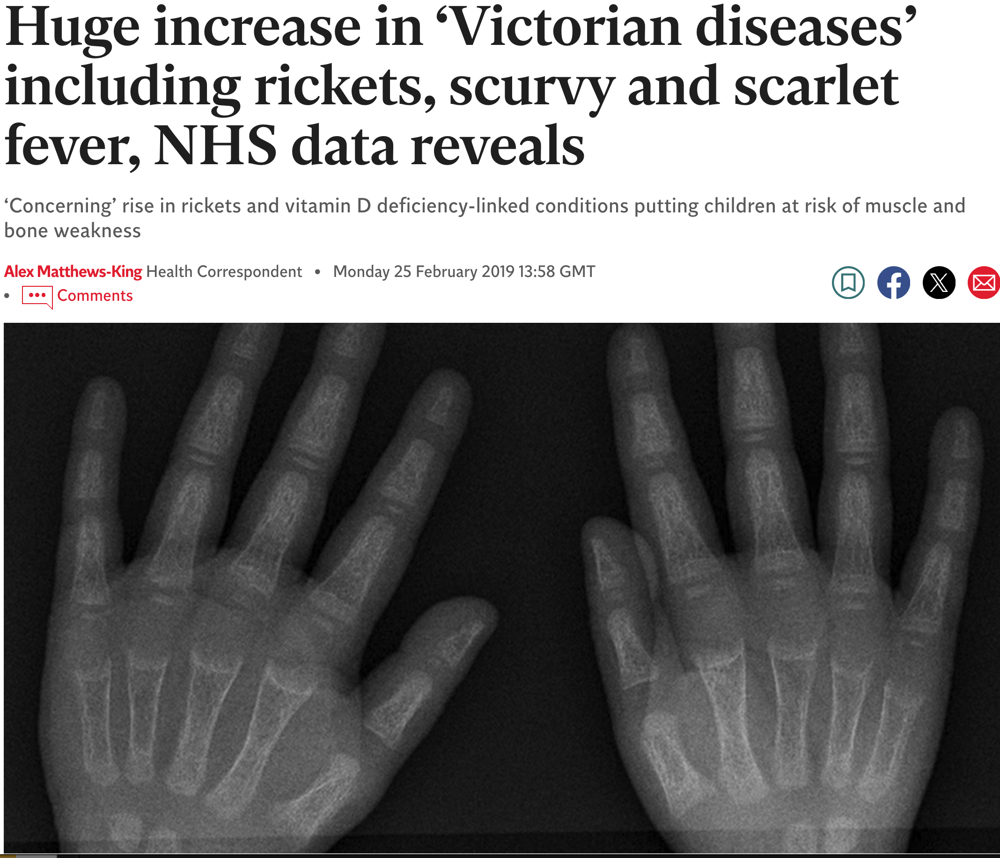 Huge increase in ‘Victorian diseases’
including rickets, scurvy and scarlet
fever, NHS data reveals
‘Concerning’ rise in rickets and vitamin D deficiency-linked conditions putting children at risk of muscle and
bone weakness
Alex Matthews-King Health Correspondent • Monday 25 February 2019 13:58 GMT
• Comments